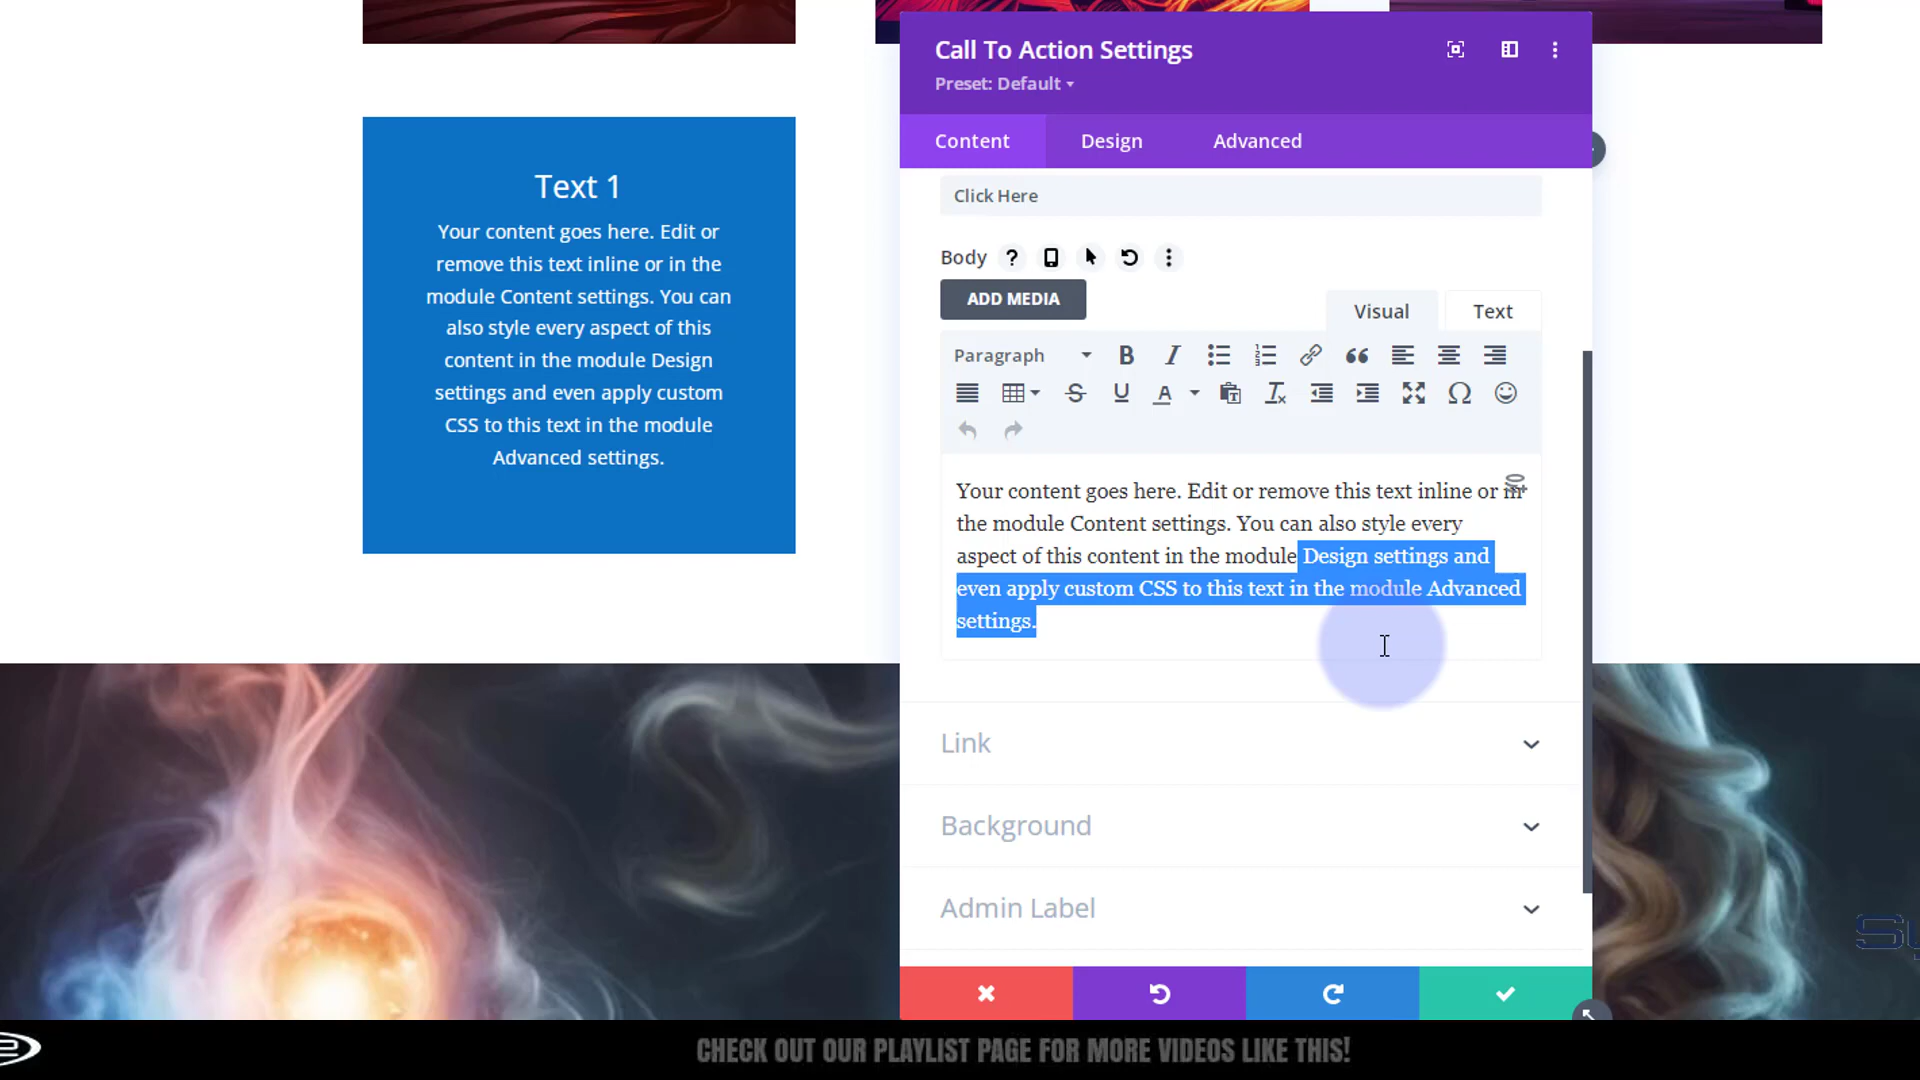 Call To Action Settings
Preset: Default
Content
Design
Advanced
Text 1
Your content goes here. Edit or
remove this text inline or in the
module Content settings. You can
also style every aspect of this
content in the module Design
settings and even apply custom
CSS to this text in the module
Advanced settings.
Click Here
Body
ADD MEDIA
Visual
Text
Paragraph
Your content goes here. Edit or remove this text inline or in
the module Content settings. You can also style every
aspect of this content in the module Design settings and
even apply custom CSS to this text in the module Advanced
settings.
Link
Background
Admin Label
CHECK OUT OUR PLAYLIST PAGE FOR MORE VIDEOS LIKE THIS!